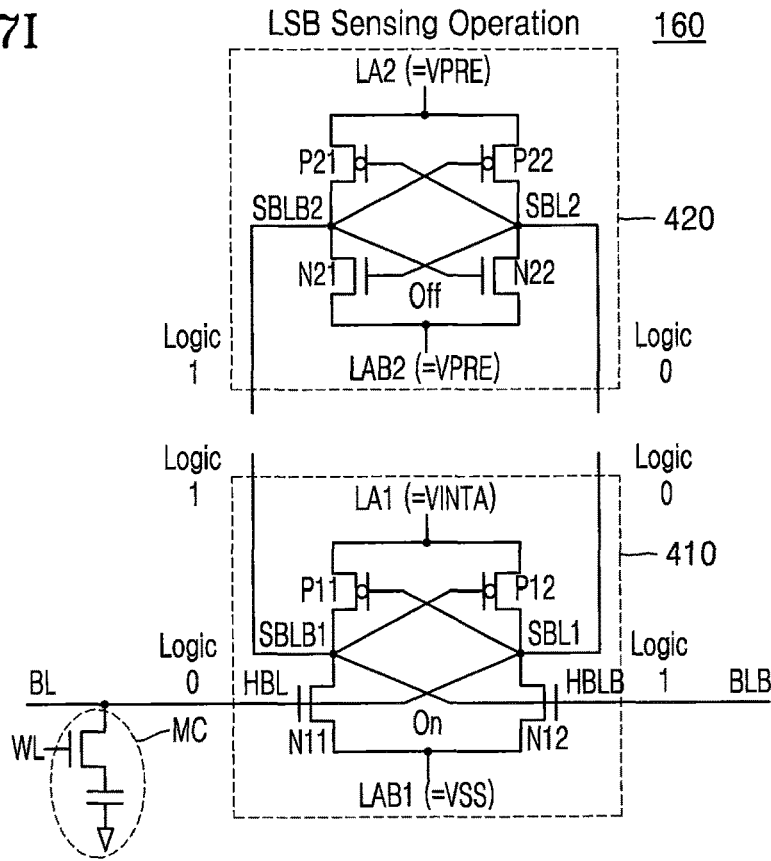 7I
LSB Sensing Operation
160
LA2 (=VPRE)
P21
P22
SBLB2
SBL2
420
N21
N22
Off
Logic
1
Logic
0
LAB2 (=VPRE)
Logic
1
Logic
0
LA1 (=VINTA)
410
P11
P12
SBLB1
SBL1
Logic
0
Logic
1
BL
HBL
HBLB
BLB
On
MC
WL
N11
N12
LAB1 (=VSS)